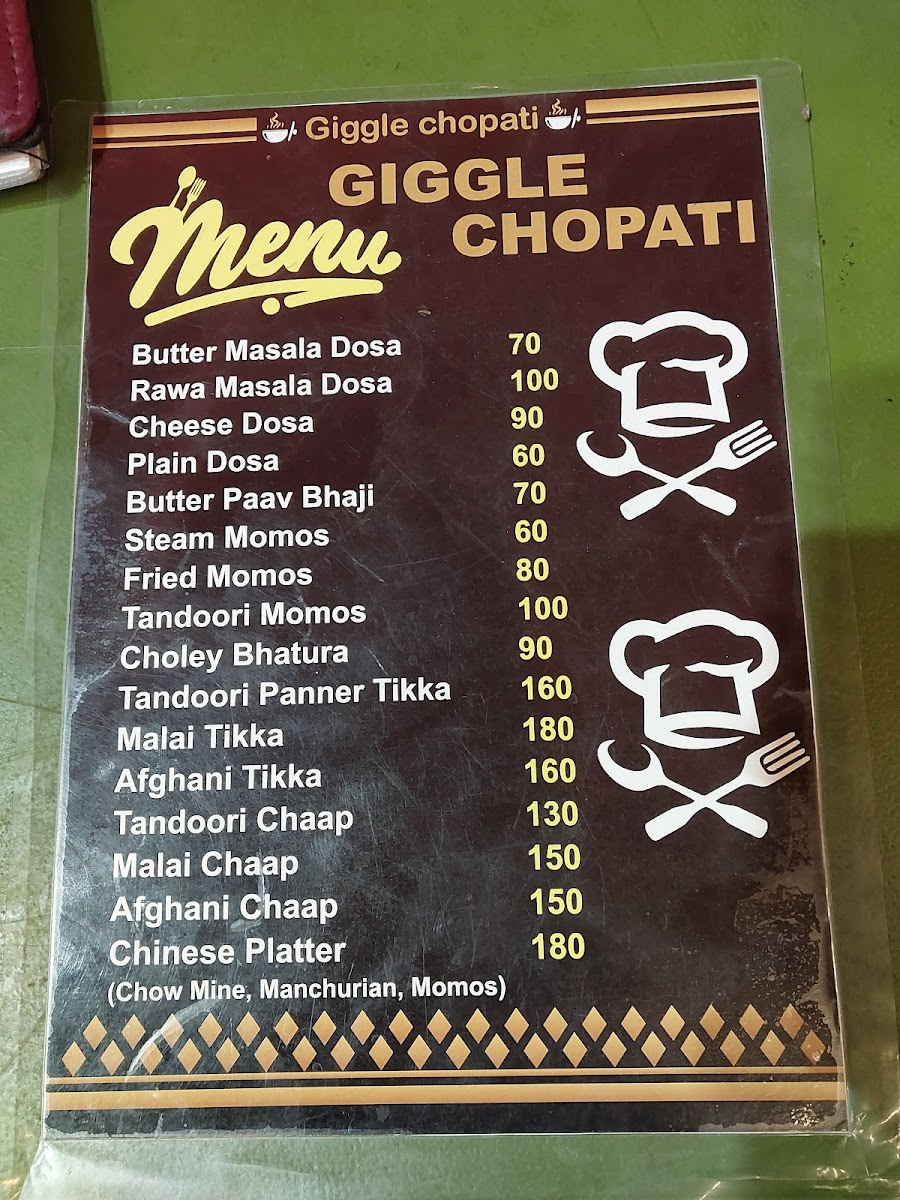 Giggle chopati
GIGGLE
CHOPATI
Menu
Butter Masala Dosa 70
Rawa Masala Dosa 100
Cheese Dosa 90
Plain Dosa 60
Butter Paav Bhaji 70
Steam Momos 60
Fried Momos 80
Tandoori Momos 100
Choley Bhatura 90
Tandoori Panner Tikka 160
Malai Tikka 180
Afghani Tikka 160
Tandoori Chaap 130
Malai Chaap 150
Afghani Chaap 150
Chinese Platter 180
(Chow Mine, Manchurian, Momos)